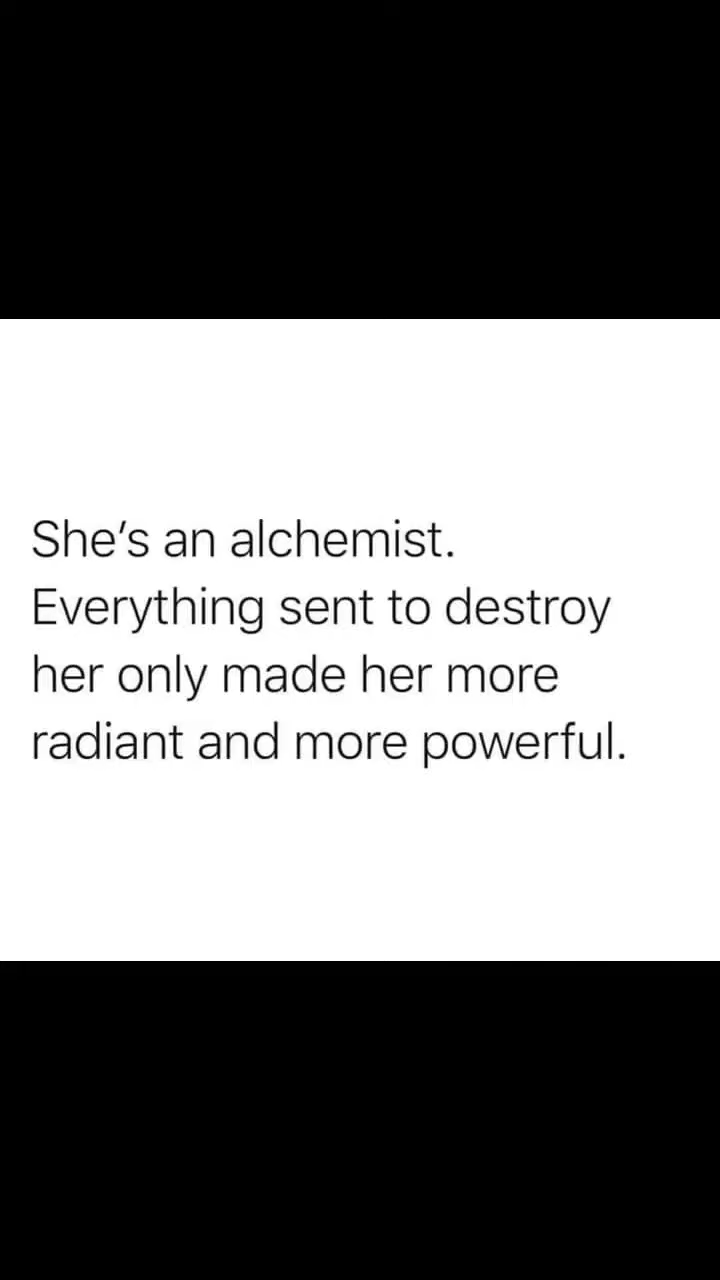 She’s an alchemist.
Everything sent to destroy
her only made her more
radiant and more powerful.